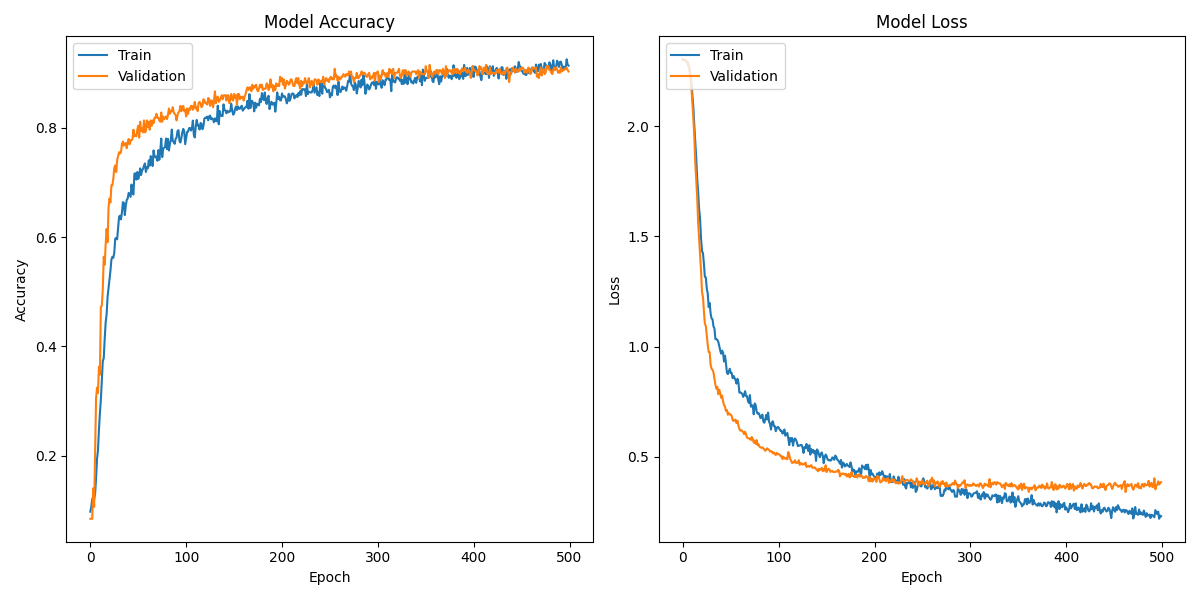 Model Accuracy
Train
Validation
0.8
0.6
0.4
0.2
Accuracy
0 100 200 300 400 500
Epoch
Model Loss
Train
Validation
2.0
1.5
1.0
0.5
Loss
0 100 200 300 400 500
Epoch